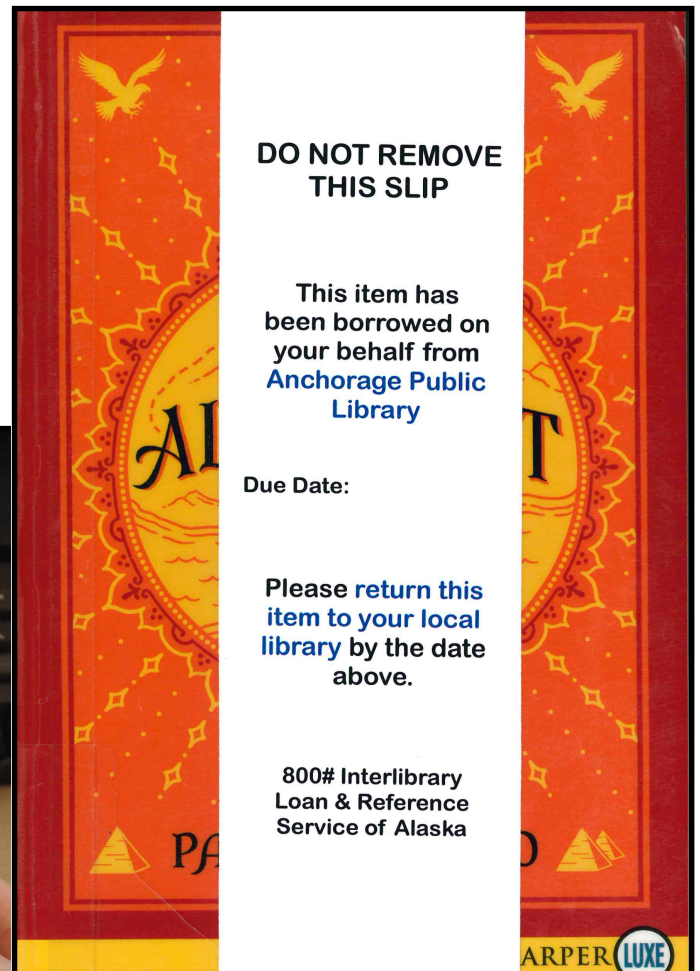 DO NOT REMOVE
THIS SLIP
This item has
been borrowed on
your behalf from
Anchorage Public
Library
AL
T
Due Date:
Please return this
item to your local
library by the date
above.
800# Interlibrary
Loan & Reference
Service of Alaska
PA
O
ARPER LUXE